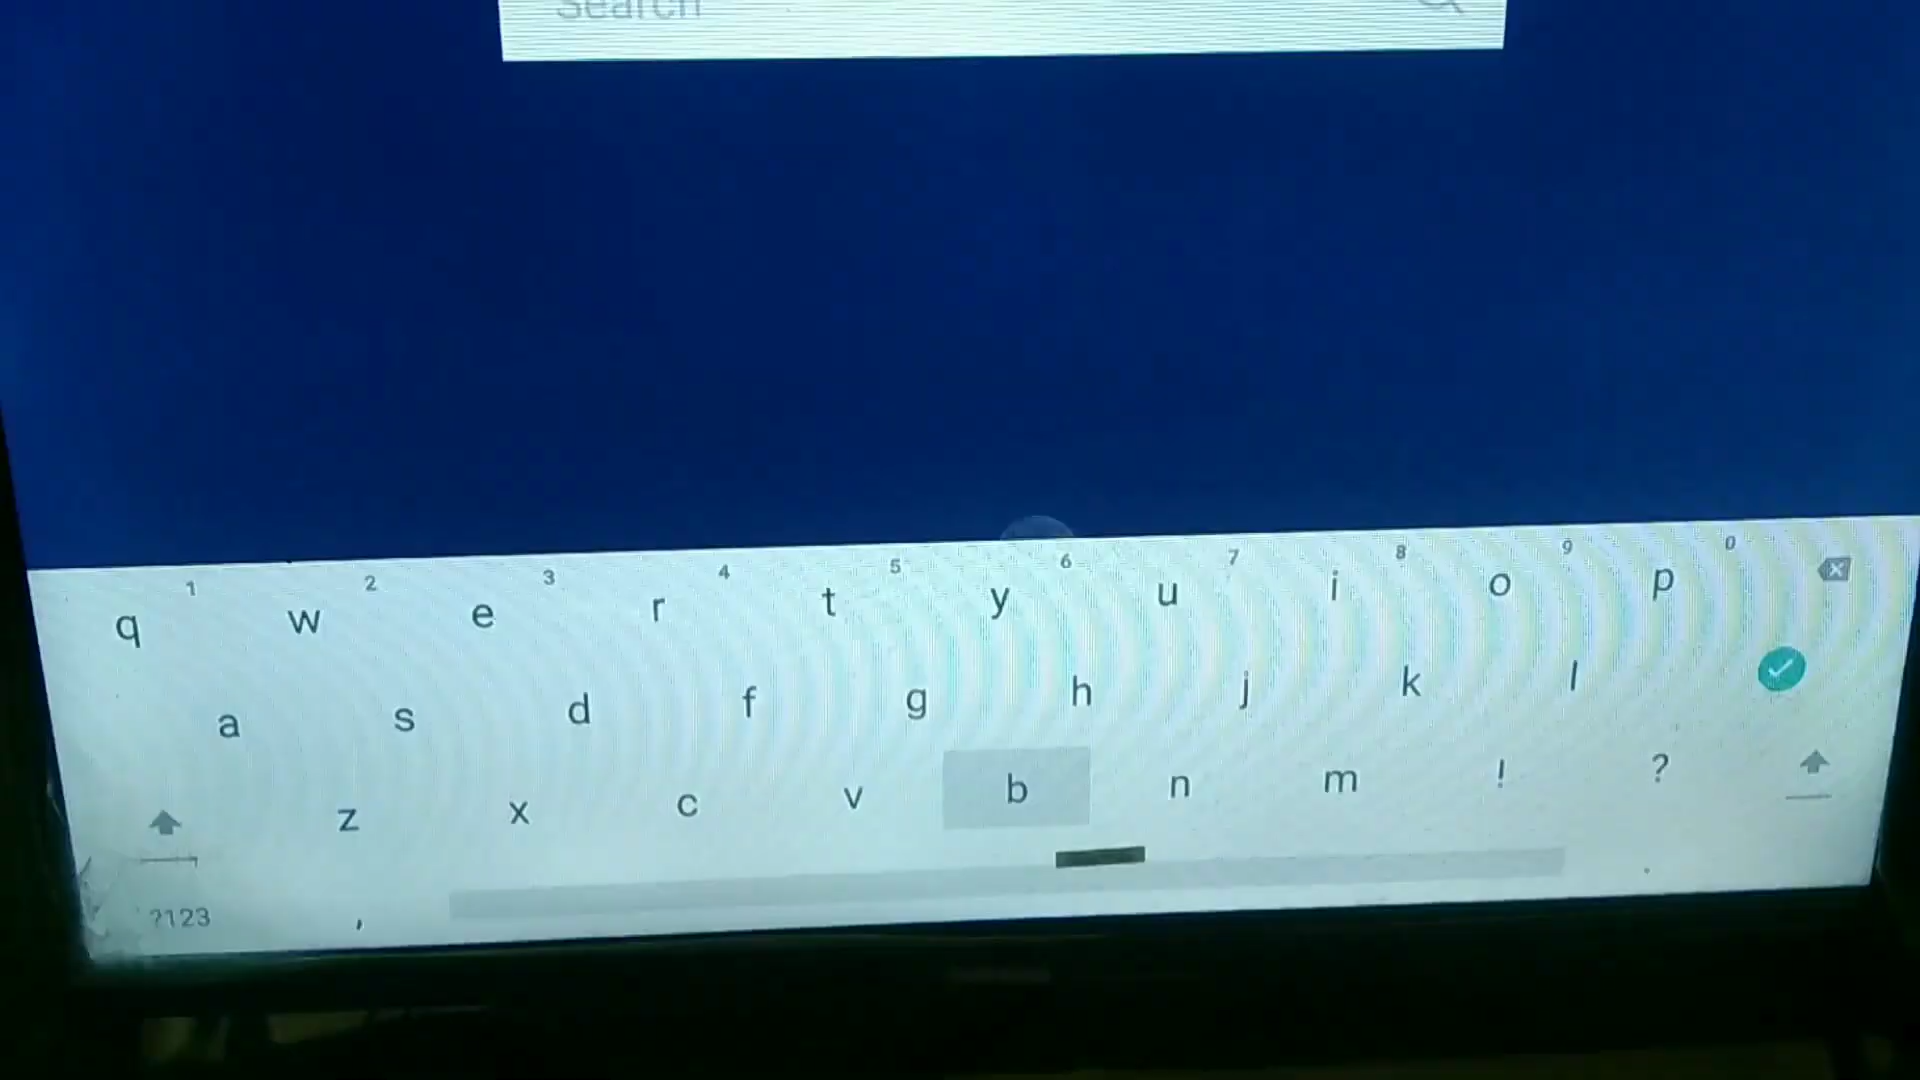 Search
1 2 3 4 5 6 7 8 9 0
q w e r t y u i o p
a s d f g h j k l
z x c v b n m ! ?
?123 , .